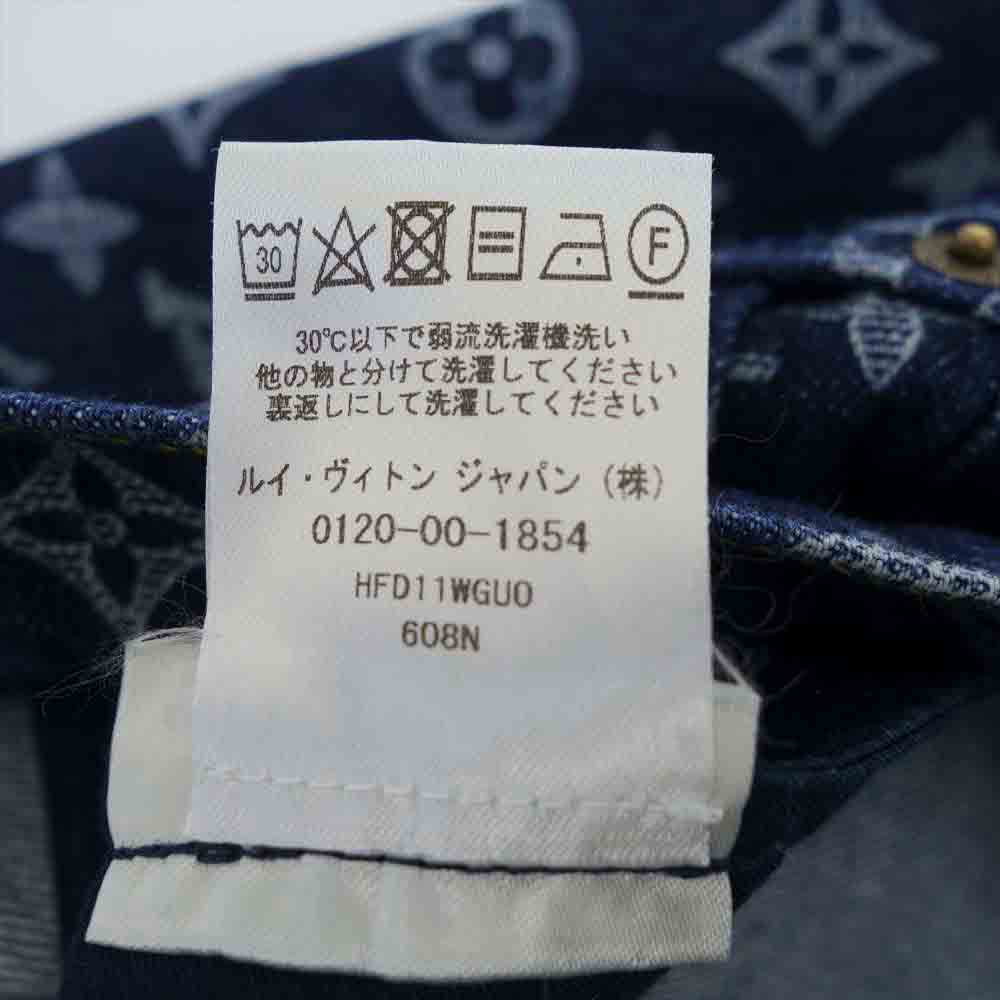 30 F
30℃以下で弱流洗濯機洗い
他の物と分けて洗濯してください
裏返しにして洗濯してください
ルイ・ヴィトン ジャパン (株)
0120-00-1854
HFD11WGUO
608N